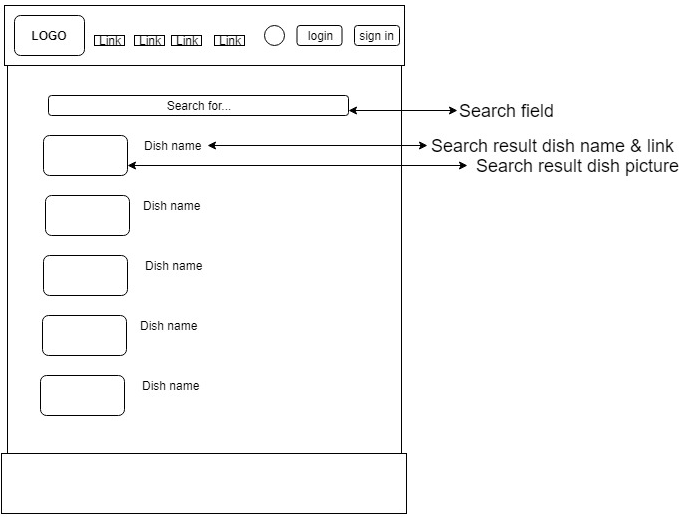 LOGO
Link Link Link Link
login
sign in
Search for...
Search field
Dish name
Search result dish name & link
Search result dish picture
Dish name
Dish name
Dish name
Dish name